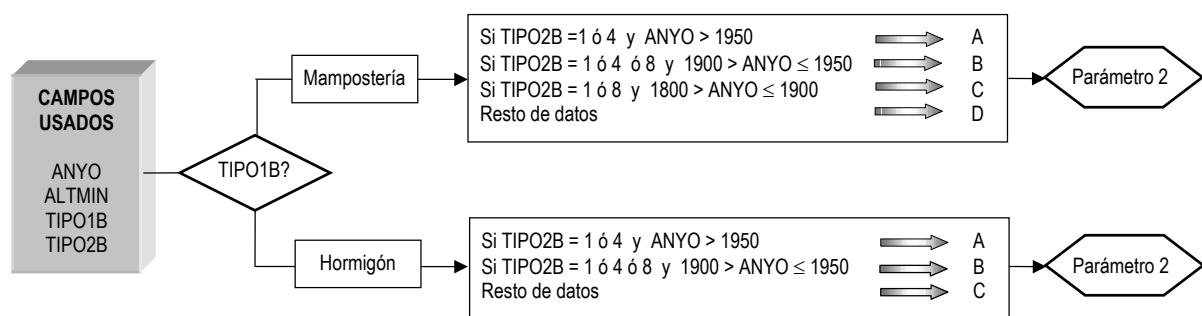 CAMPOS
USADOS
ANYO
ALTMIN
TIPO1B
TIPO2B
TIPO1B?
Mampostería
Si TIPO2B =1 ó 4 y ANYO > 1950 A
Si TIPO2B = 1 ó 4 ó 8 y 1900 > ANYO ≤ 1950 B
Si TIPO2B = 1 ó 8 y 1800 > ANYO ≤ 1900 C
Resto de datos D
Parámetro 2
Hormigón
Si TIPO2B = 1 ó 4 y ANYO > 1950 A
Si TIPO2B = 1 ó 4 ó 8 y 1900 > ANYO ≤ 1950 B
Resto de datos C
Parámetro 2